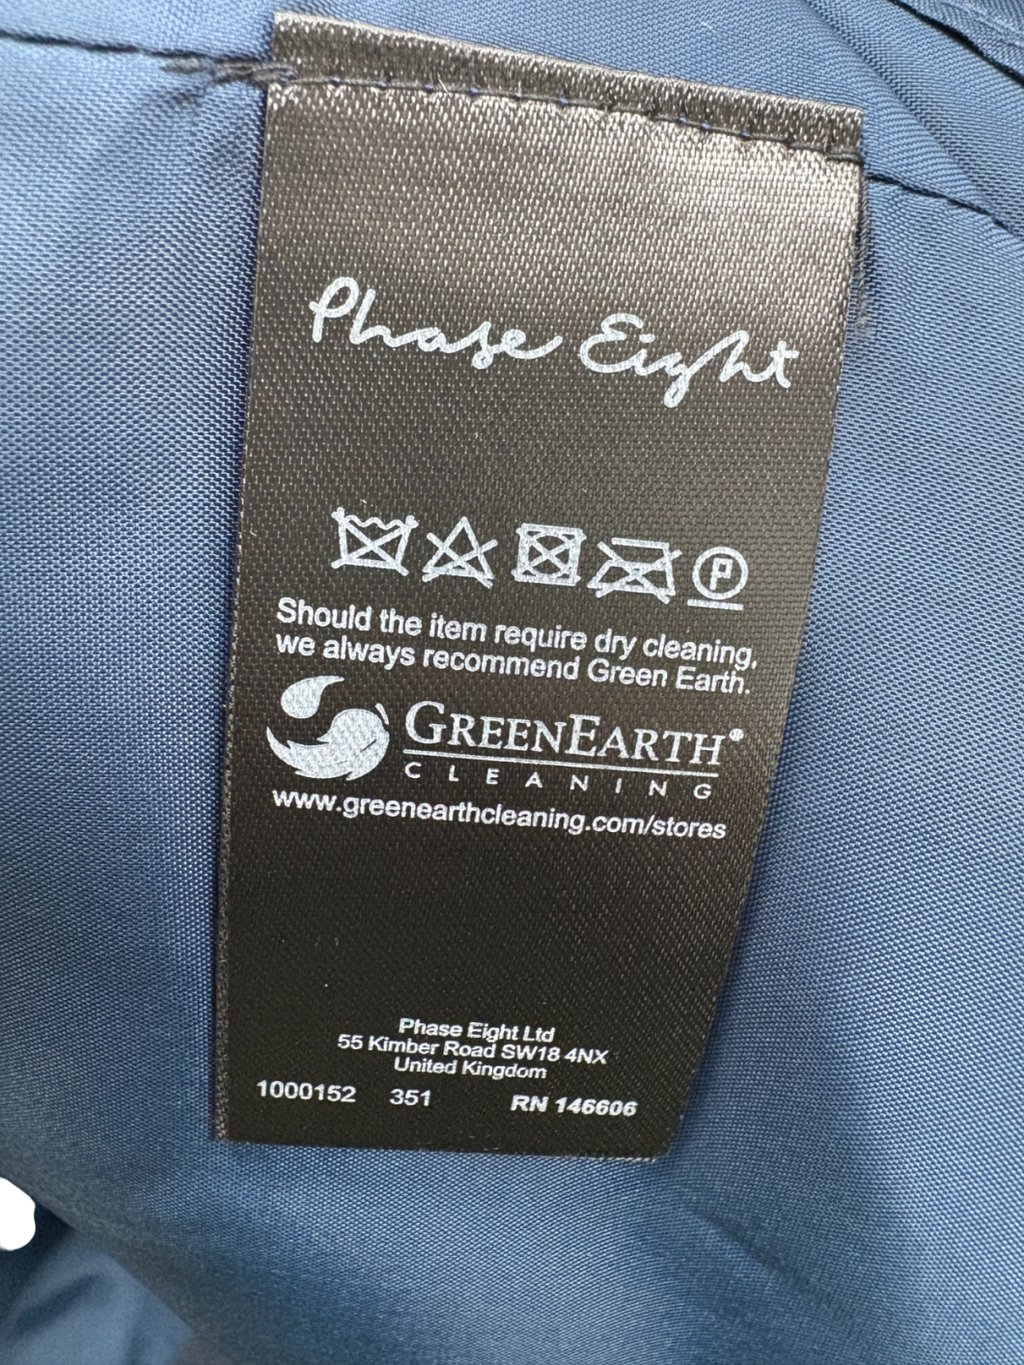 Phase Eight
P
Should the item require dry cleaning,
we always recommend Green Earth.
GREENEARTH®
CLEANING
www.greenearthcleaning.com/stores
Phase Eight Ltd
55 Kimber Road SW18 4NX
United Kingdom
1000152 351 RN 146606